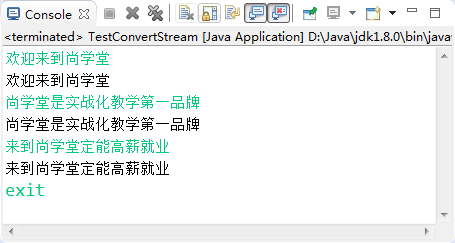 Console
<terminated> TestConvertStream [Java Application] D:\Java\jdk1.8.0\bin\java
欢迎来到尚学堂
欢迎来到尚学堂
尚学堂是实战化教学第一品牌
尚学堂是实战化教学第一品牌
来到尚学堂定能高薪就业
来到尚学堂定能高薪就业
exit